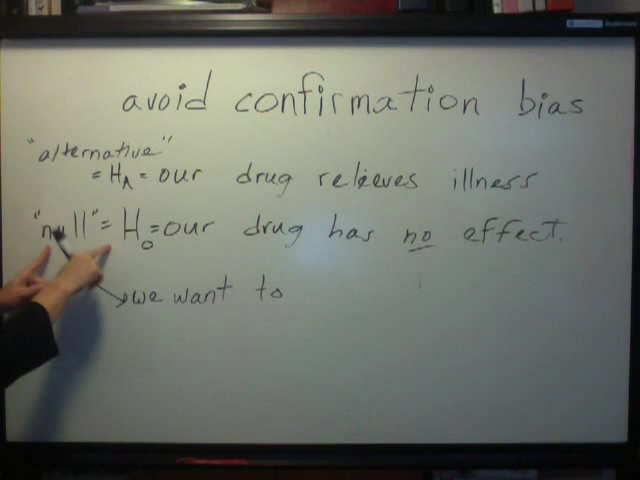 avoid confirmation bias
"alternative"
= HA = our drug relieves illness
"null" = H0 = our drug has no effect.
we want to